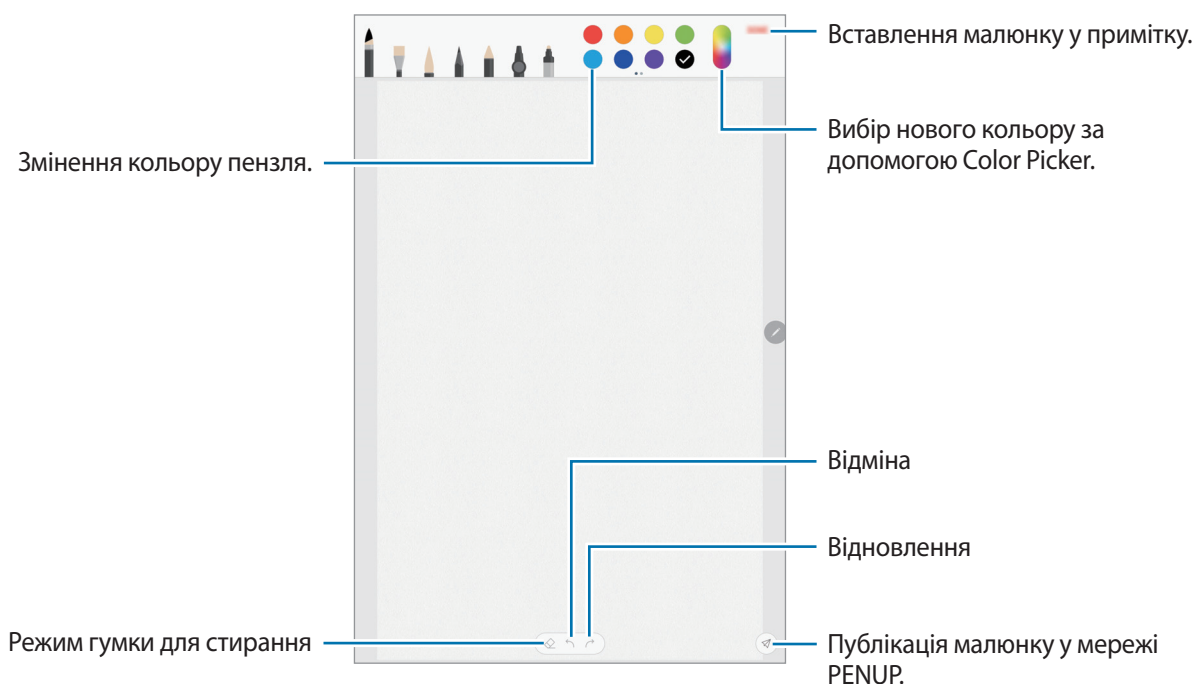 Вставлення малюнку у примітку.
Вибір нового кольору за
допомогою Color Picker.
Змінення кольору пензля.
Відміна
Відновлення
Режим гумки для стирання
Публікація малюнку у мережі
PENUP.